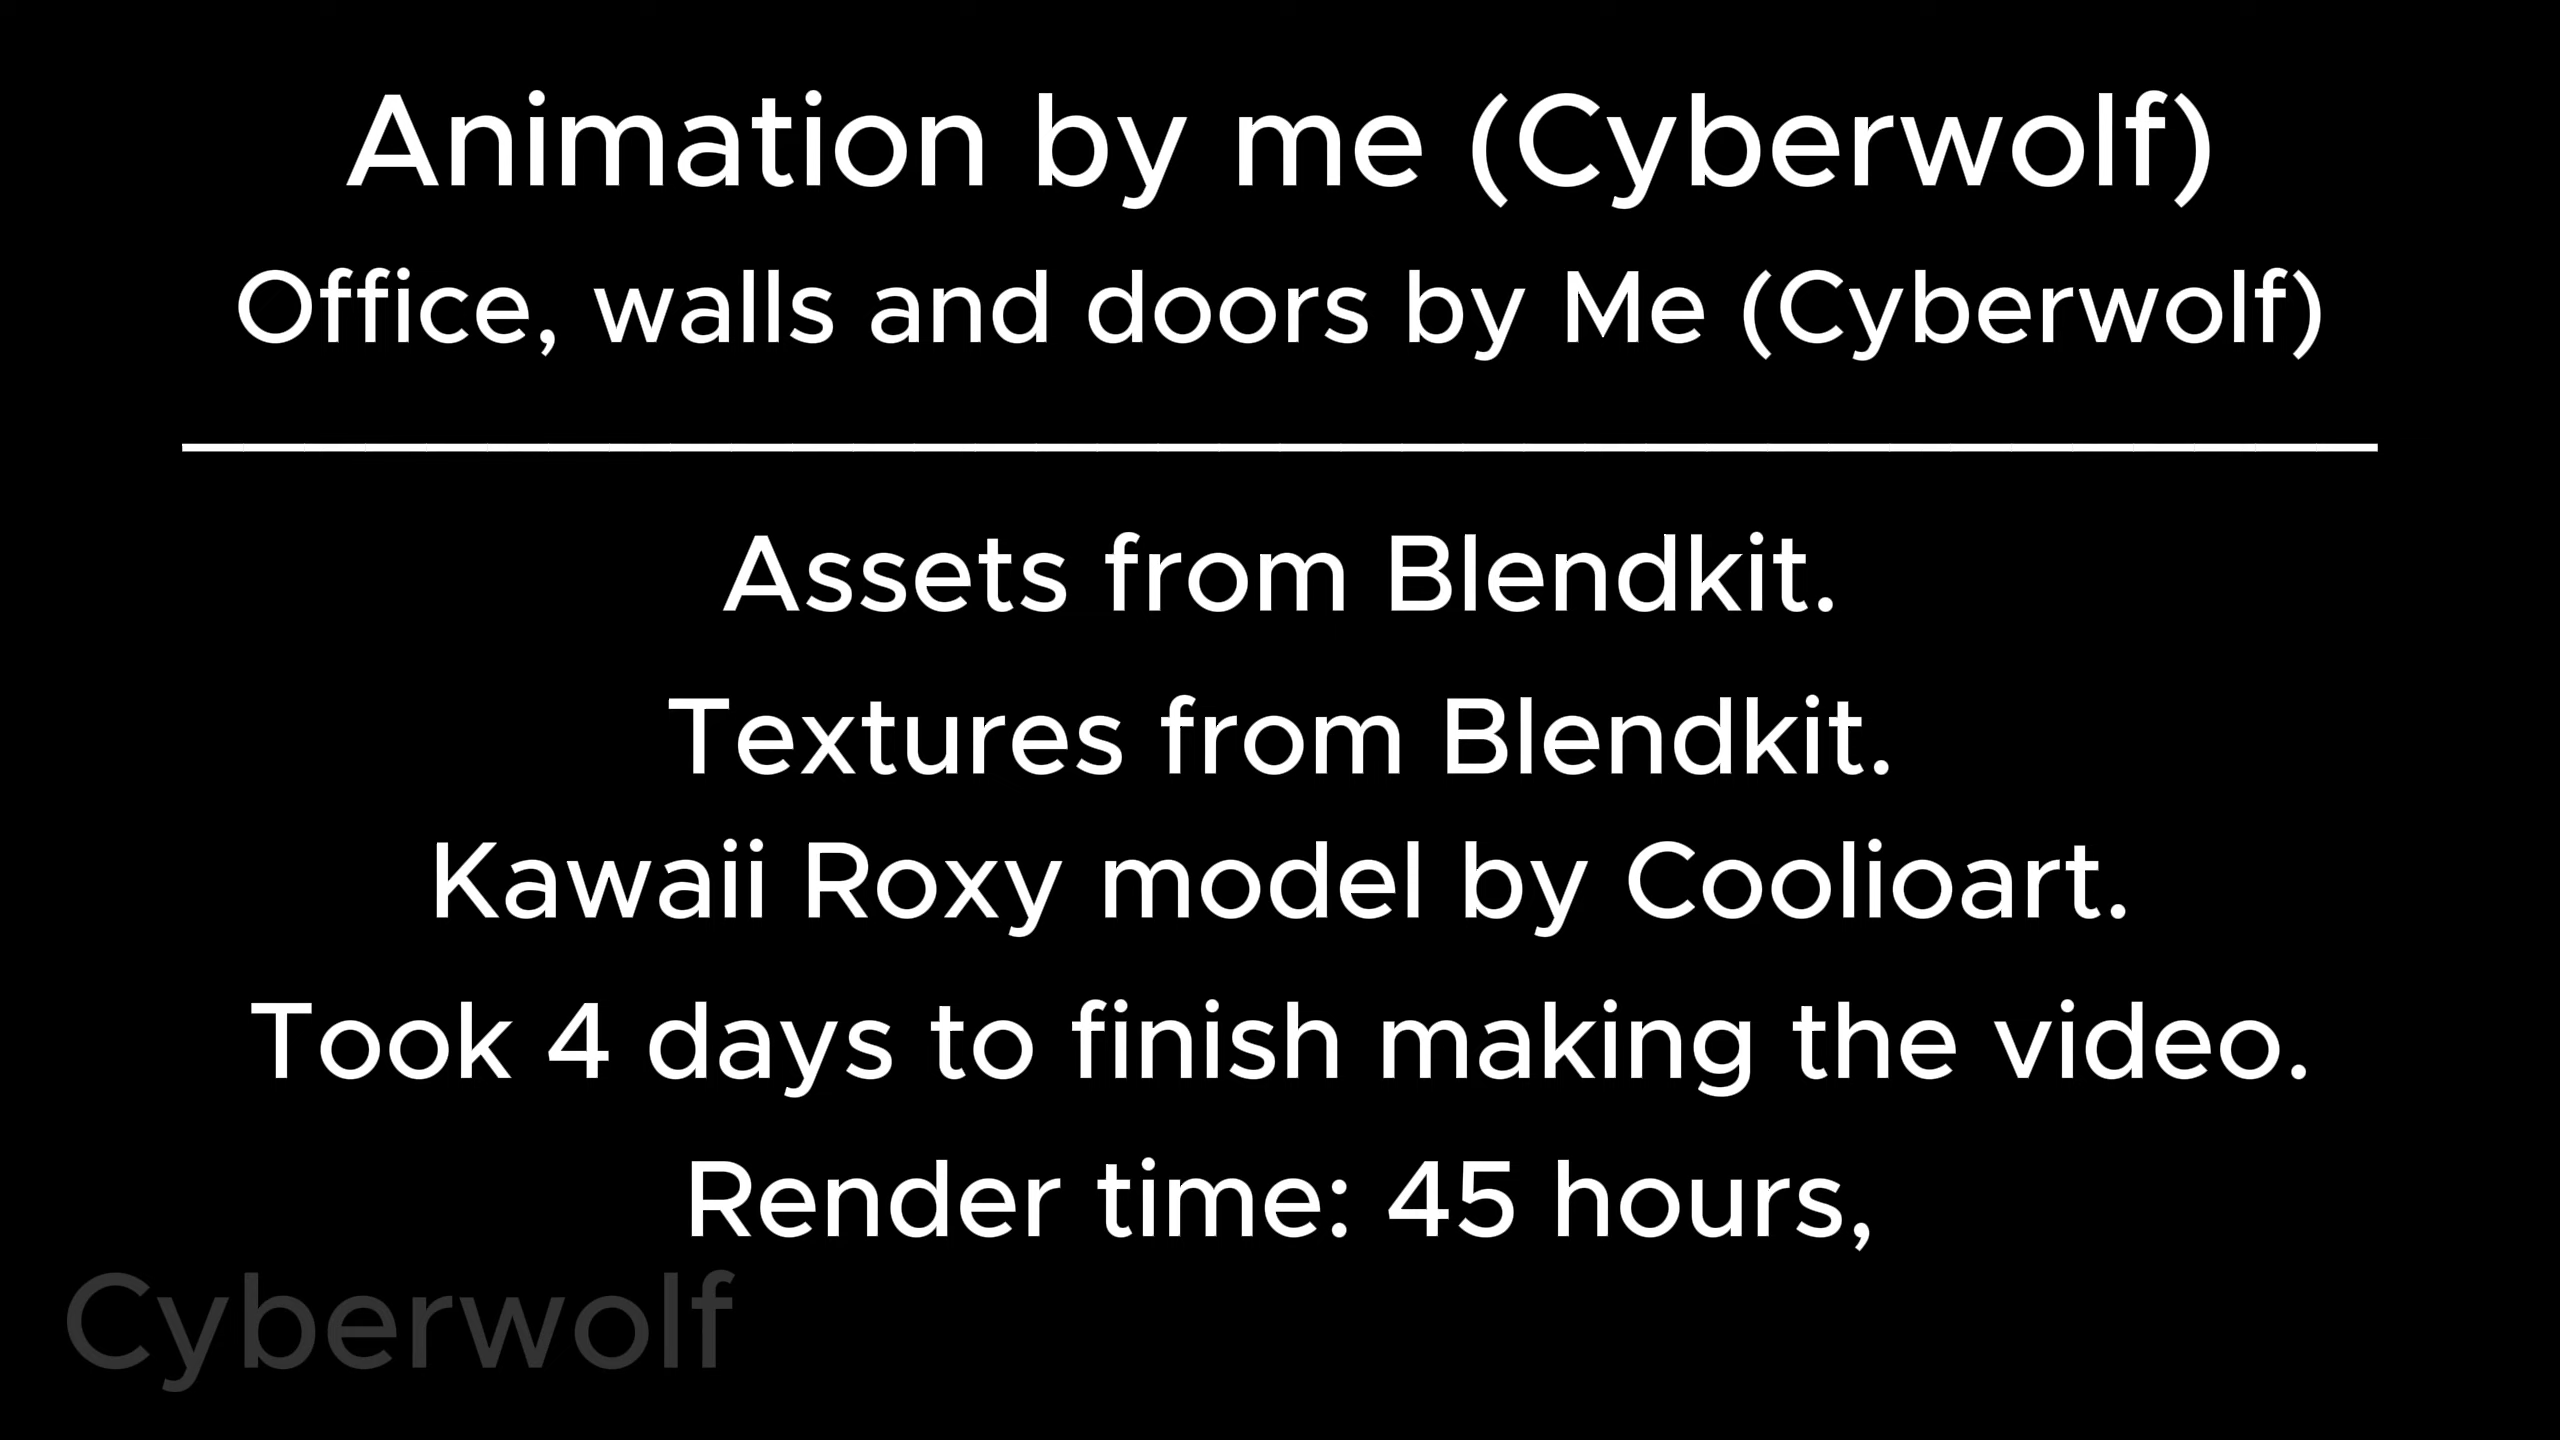 Animation by me (Cyberwolf)
Office, walls and doors by Me (Cyberwolf)
Assets from Blendkit.
Textures from Blendkit.
Kawaii Roxy model by Coolioart.
Took 4 days to finish making the video.
Render time: 45 hours,
Cyberwolf